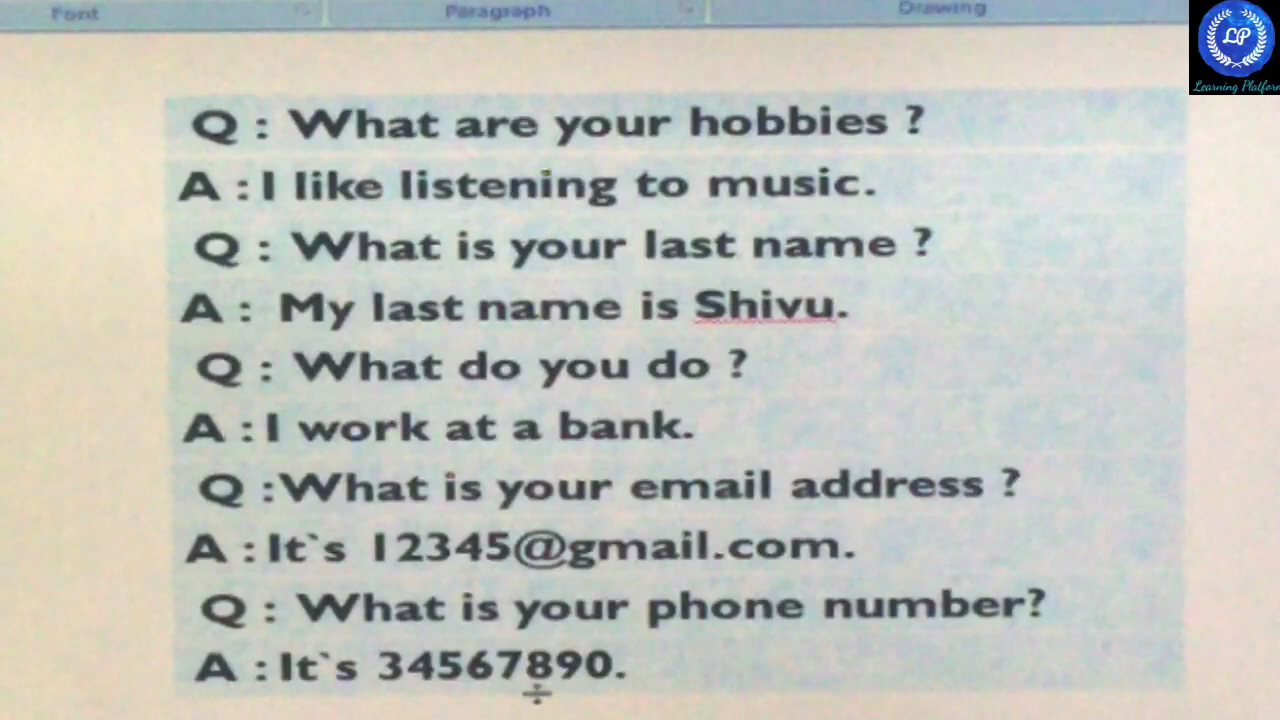 Font Paragraph Drawing
LP
Learning Platform
Q : What are your hobbies ?
A : I like listening to music.
Q : What is your last name ?
A : My last name is Shivu.
Q : What do you do ?
A : I work at a bank.
Q :What is your email address ?
A : It`s 12345@gmail.com.
Q : What is your phone number?
A : It`s 34567890.